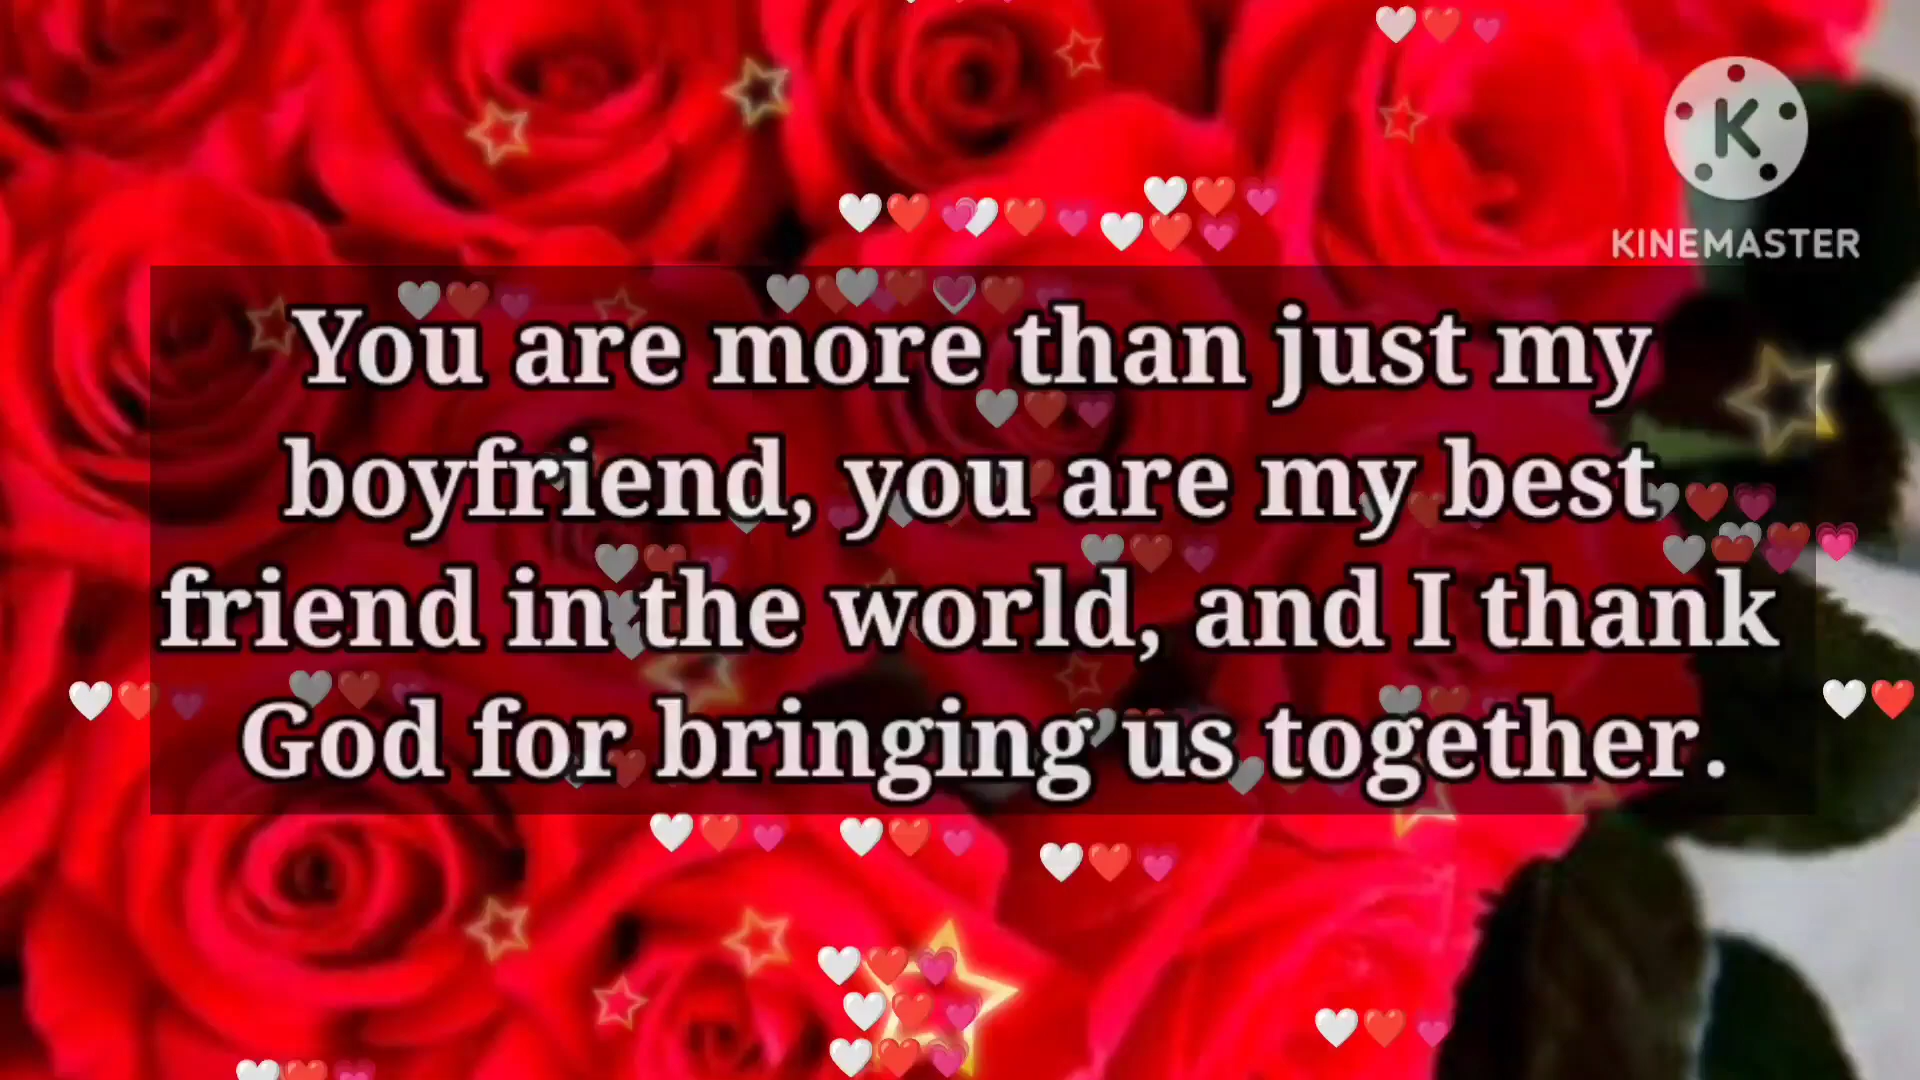 K
KINEMASTER
You are more than just my
boyfriend, you are my best
friend in the world, and I thank
God for bringing us together.